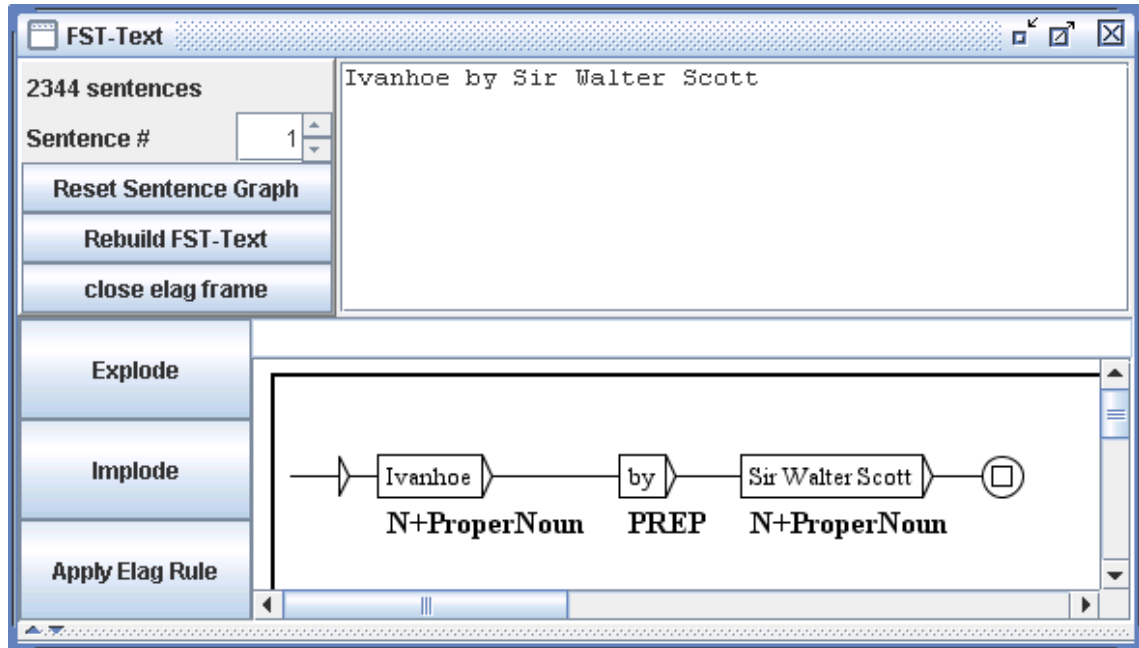 FST-Text
2344 sentences
Ivanhoe by Sir Walter Scott
Sentence # 1
Reset Sentence Graph
Rebuild FST-Text
close elag frame
Explode
Implode
Apply Elag Rule
Ivanhoe by Sir Walter Scott
N+ProperNoun PREP N+ProperNoun